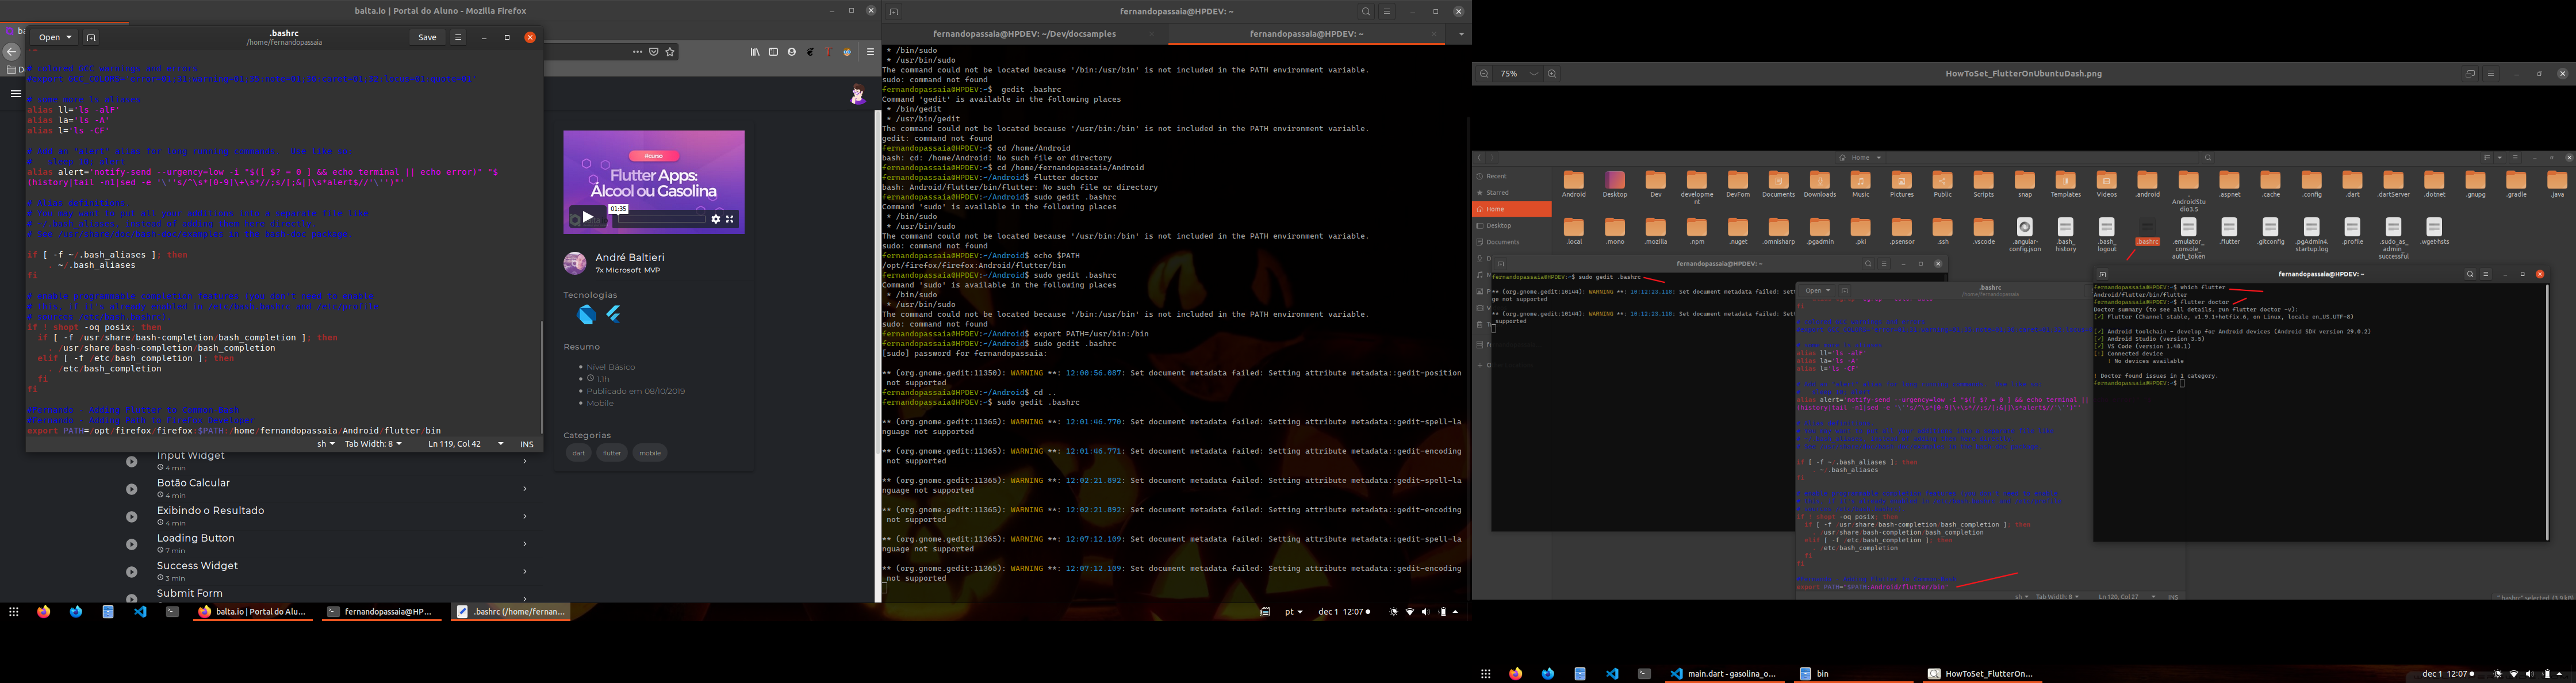 balta.io | Portal do Aluno - Mozilla Firefox
Open
.bashrc
/home/fernandopassaia
Save
# colored GCC warnings and errors
#export GCC_COLORS='error=01;31:warning=01;35:note=01;36:caret=01;32:locus=01:quote=01'
# some more ls aliases
alias ll='ls -alF'
alias la='ls -A'
alias l='ls -CF'
# Add an "alert" alias for long running commands.  Use like so:
#   sleep 10; alert
alias alert='notify-send --urgency=low -i "$([ $? = 0 ] && echo terminal || echo error)" "$
(history|tail -n1|sed -e '\''s/^\s*[0-9]\+\s*//;s/[;&|]\s*alert$//'\'')"'
# Alias definitions.
# You may want to put all your additions into a separate file like
# ~/.bash_aliases, instead of adding them here directly.
# See /usr/share/doc/bash-doc/examples in the bash-doc package.
if [ -f ~/.bash_aliases ]; then
. ~/.bash_aliases
fi
# enable programmable completion features (you don't need to enable
# this, if it's already enabled in /etc/bash.bashrc and /etc/profile
# sources /etc/bash.bashrc).
if ! shopt -oq posix; then
if [ -f /usr/share/bash-completion/bash_completion ]; then
. /usr/share/bash-completion/bash_completion
elif [ -f /etc/bash_completion ]; then
. /etc/bash_completion
fi
fi
#Fernando - Adding Flutter to Common-Bash
#Fernando - Adding Path to FireFox Developer
export PATH=/opt/firefox/firefox:$PATH:/home/fernandopassaia/Android/flutter/bin
sh
Tab Width: 8
Ln 119, Col 42
INS
Input Widget
4 min
Botão Calcular
4 min
Exibindo o Resultado
4 min
Loading Button
7 min
Success Widget
3 min
Submit Form
#curso
Flutter Apps:
Álcool ou Gasolina
01:35
André Baltieri
7x Microsoft MVP
Tecnologias
Resumo
Nível Básico
1.1h
Publicado em 08/10/2019
Mobile
Categorias
dart
flutter
mobile
fernandopassaia@HPDEV: ~
fernandopassaia@HPDEV: ~/Dev/docsamples
fernandopassaia@HPDEV: ~
* /bin/sudo
* /usr/bin/sudo
The command could not be located because '/bin:/usr/bin' is not included in the PATH environment variable.
sudo: command not found
fernandopassaia@HPDEV:~$  gedit .bashrc
Command 'gedit' is available in the following places
* /bin/gedit
* /usr/bin/gedit
The command could not be located because '/usr/bin:/bin' is not included in the PATH environment variable.
gedit: command not found
fernandopassaia@HPDEV:~$ cd /home/Android
bash: cd: /home/Android: No such file or directory
fernandopassaia@HPDEV:~$ cd /home/fernandopassaia/Android
fernandopassaia@HPDEV:~/Android$ flutter doctor
bash: Android/flutter/bin/flutter: No such file or directory
fernandopassaia@HPDEV:~/Android$ sudo gedit .bashrc
Command 'sudo' is available in the following places
* /bin/sudo
* /usr/bin/sudo
The command could not be located because '/usr/bin:/bin' is not included in the PATH environment variable.
sudo: command not found
fernandopassaia@HPDEV:~/Android$ echo $PATH
/opt/firefox/firefox:Android/flutter/bin
fernandopassaia@HPDEV:~/Android$ sudo gedit .bashrc
Command 'sudo' is available in the following places
* /bin/sudo
* /usr/bin/sudo
The command could not be located because '/usr/bin:/bin' is not included in the PATH environment variable.
sudo: command not found
fernandopassaia@HPDEV:~/Android$ export PATH=/usr/bin:/bin
fernandopassaia@HPDEV:~/Android$ sudo gedit .bashrc
[sudo] password for fernandopassaia:
** (org.gnome.gedit:11350): WARNING **: 12:00:56.887: Set document metadata failed: Setting attribute metadata::gedit-position
not supported
fernandopassaia@HPDEV:~/Android$ cd ..
fernandopassaia@HPDEV:~$ sudo gedit .bashrc
** (org.gnome.gedit:11365): WARNING **: 12:01:46.770: Set document metadata failed: Setting attribute metadata::gedit-spell-la
nguage not supported
** (org.gnome.gedit:11365): WARNING **: 12:01:46.771: Set document metadata failed: Setting attribute metadata::gedit-encoding
not supported
** (org.gnome.gedit:11365): WARNING **: 12:02:21.892: Set document metadata failed: Setting attribute metadata::gedit-spell-la
nguage not supported
** (org.gnome.gedit:11365): WARNING **: 12:02:21.892: Set document metadata failed: Setting attribute metadata::gedit-encoding
not supported
** (org.gnome.gedit:11365): WARNING **: 12:07:12.109: Set document metadata failed: Setting attribute metadata::gedit-spell-la
nguage not supported
** (org.gnome.gedit:11365): WARNING **: 12:07:12.109: Set document metadata failed: Setting attribute metadata::gedit-encoding
not supported
balta.io | Portal do Alu...
fernandopassaia@HP...
.bashrc (/home/fernan...
pt
dec 1 12:07
75%
HowToSet_FlutterOnUbuntuDash.png
Home
Recent
Starred
Home
Desktop
Documents
Android
Desktop
Dev
developme
nt
DevFom
Documents
Downloads
Music
Pictures
Public
Scripts
snap
Templates
Videos
.android
.AndroidStu
dio3.5
.aspnet
.cache
.config
.dart
.dartServer
.dotnet
.gnupg
.gradle
.java
.local
.mono
.mozilla
.npm
.nuget
.omnisharp
.pgadmin
.pki
.psensor
.ssh
.vscode
.angular-
config.json
.bash_
history
.bash_
logout
.bashrc
.emulator_
console_
auth_token
.flutter
.gitconfig
.pgAdmin4.
startup.log
.profile
.sudo_as_
admin_
successful
.wget-hsts
fernandopassaia@HPDEV: ~
fernandopassaia@HPDEV:~$ sudo gedit .bashrc
** (org.gnome.gedit:10144): WARNING **: 10:12:23.118: Set document metadata failed: Sett
ge not supported
** (org.gnome.gedit:10144): WARNING **: 10:12:23.118: Set document metadata failed: Sett
supported
Open
.bashrc
/home/fernandopassaia
fi
# some more ls aliases
alias ll='ls -alF'
alias la='ls -A'
alias l='ls -CF'
alias alert='notify-send --urgency=low -i "$([ $? = 0 ] && echo terminal ||
(history|tail -n1|sed -e '\''s/^\s*[0-9]\+\s*//;s/[;&|]\s*alert$//'\'')"'
if [ -f ~/.bash_aliases ]; then
. ~/.bash_aliases
fi
if ! shopt -oq posix; then
if [ -f /usr/share/bash-completion/bash_completion ]; then
. /usr/share/bash-completion/bash_completion
elif [ -f /etc/bash_completion ]; then
. /etc/bash_completion
fi
fi
#Fernando - Adding Flutter to Common-Bash
export PATH="$PATH:Android/flutter/bin"
sh
Tab Width: 8
Ln 120, Col 27
INS
fernandopassaia@HPDEV: ~
fernandopassaia@HPDEV:~$ which flutter
Android/flutter/bin/flutter
fernandopassaia@HPDEV:~$ flutter doctor
Doctor summary (to see all details, run flutter doctor -v):
[✓] Flutter (Channel stable, v1.9.1+hotfix.6, on Linux, locale en_US.UTF-8)
[✓] Android toolchain - develop for Android devices (Android SDK version 29.0.2)
[✓] Android Studio (version 3.5)
[✓] VS Code (version 1.40.1)
[!] Connected device
! No devices available
! Doctor found issues in 1 category.
fernandopassaia@HPDEV:~$
main.dart - gasolina_o...
bin
HowToSet_FlutterOn...
dec 1 12:07